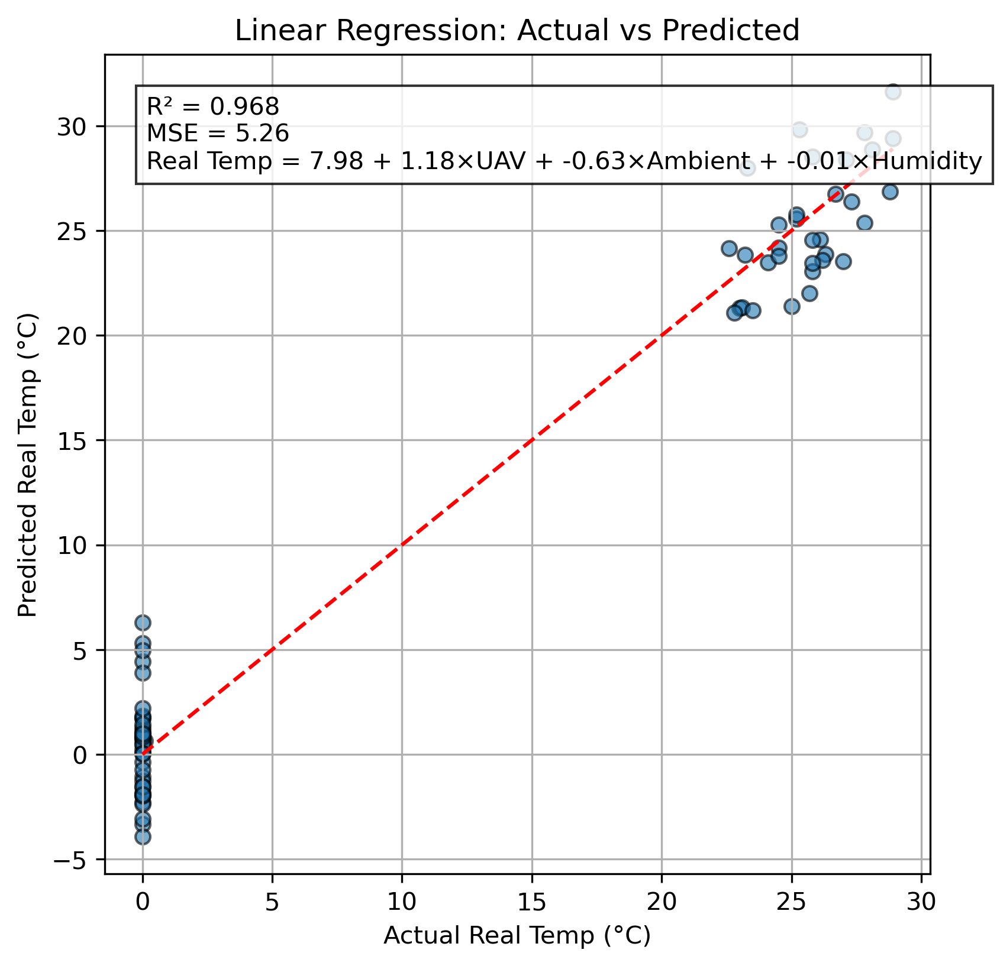 Linear Regression: Actual vs Predicted
R² = 0.968
MSE = 5.26
Real Temp = 7.98 + 1.18×UAV + -0.63×Ambient + -0.01×Humidity
30
25
20
15
10
5
0
−5
Predicted Real Temp (°C)
0 5 10 15 20 25 30
Actual Real Temp (°C)